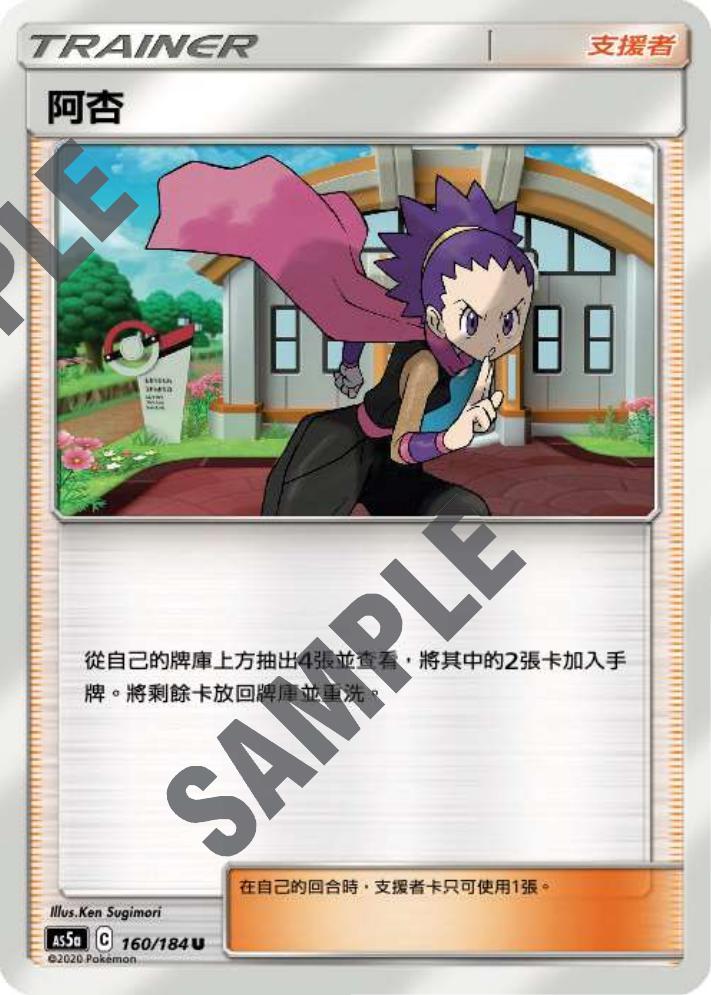 TRAINER
支援者
阿杏
從自己的牌庫上方抽出4張並查看，將其中的2張卡加入手
牌。將剩餘卡放回牌庫並重洗。
SAMPLE
PLE
在自己的回合時，支援者卡只可使用1張。
Illus.Ken Sugimori
AS5a C 160/184 U
©2020 Pokémon